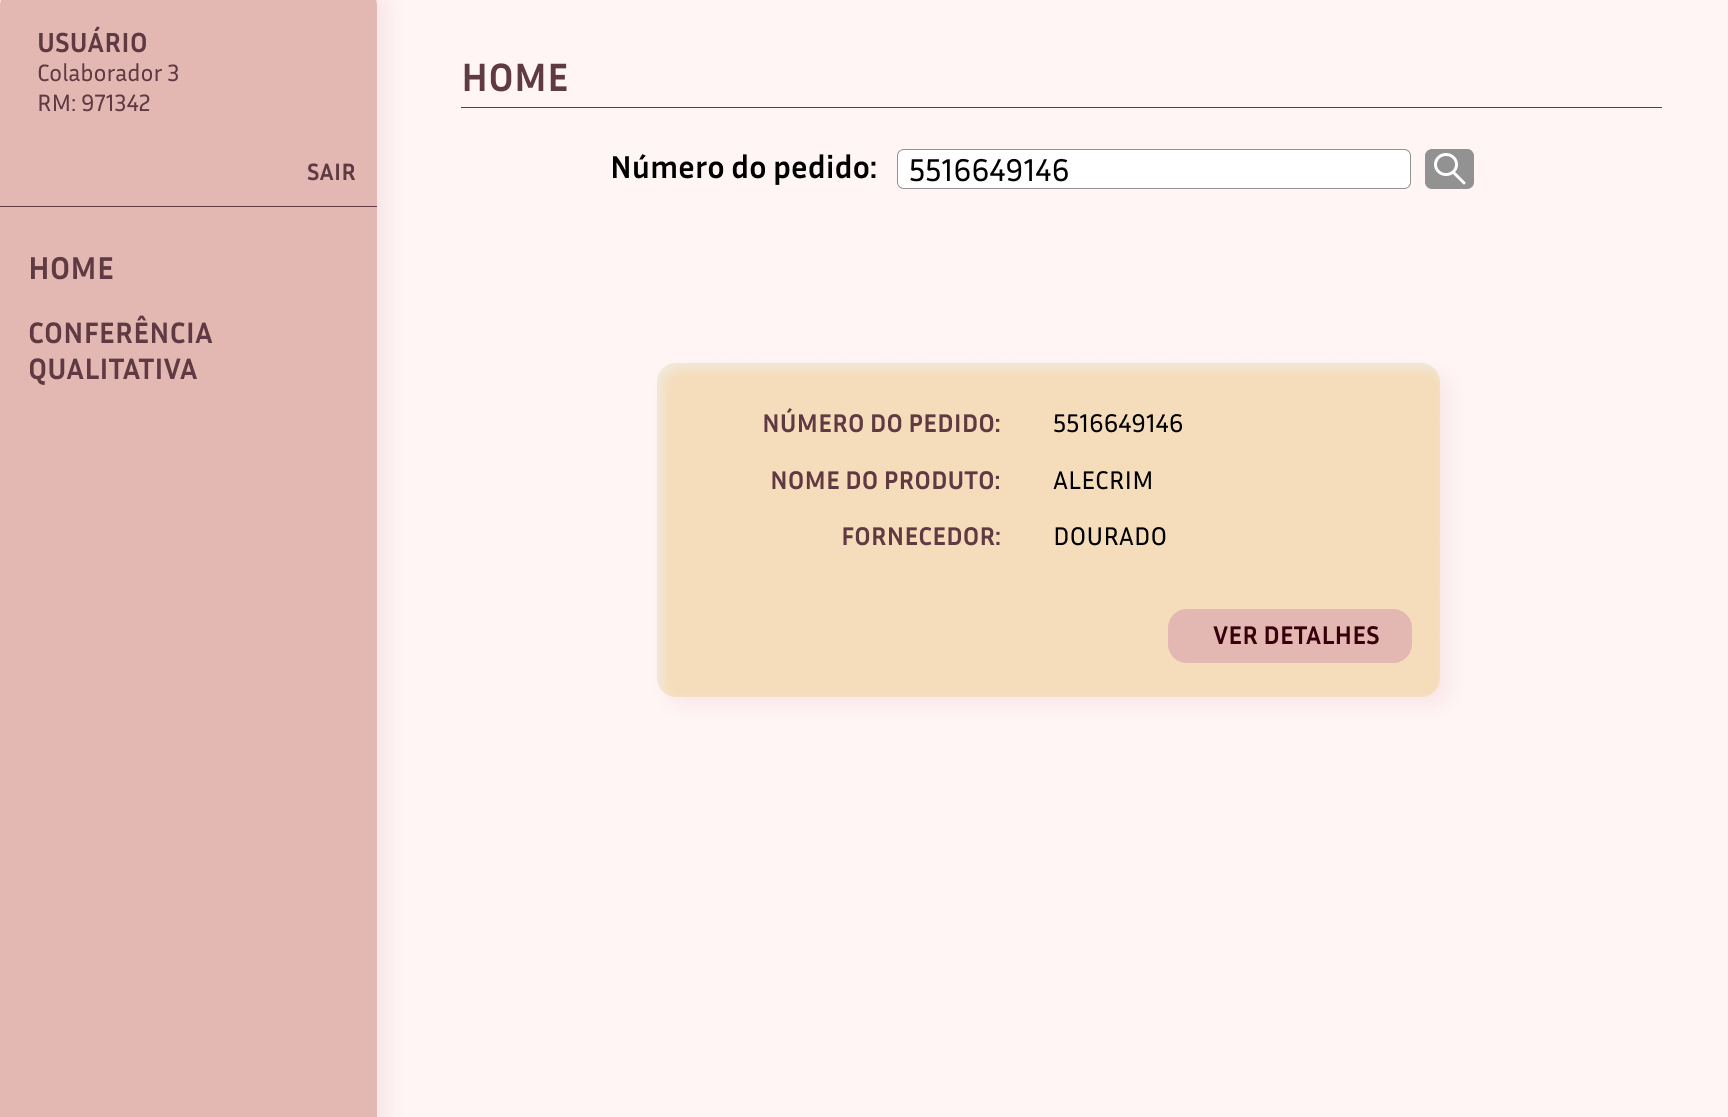 USUÁRIO
Colaborador 3
RM: 971342
SAIR
HOME
CONFERÊNCIA
QUALITATIVA
HOME
Número do pedido: 5516649146
NÚMERO DO PEDIDO: 5516649146
NOME DO PRODUTO: ALECRIM
FORNECEDOR: DOURADO
VER DETALHES